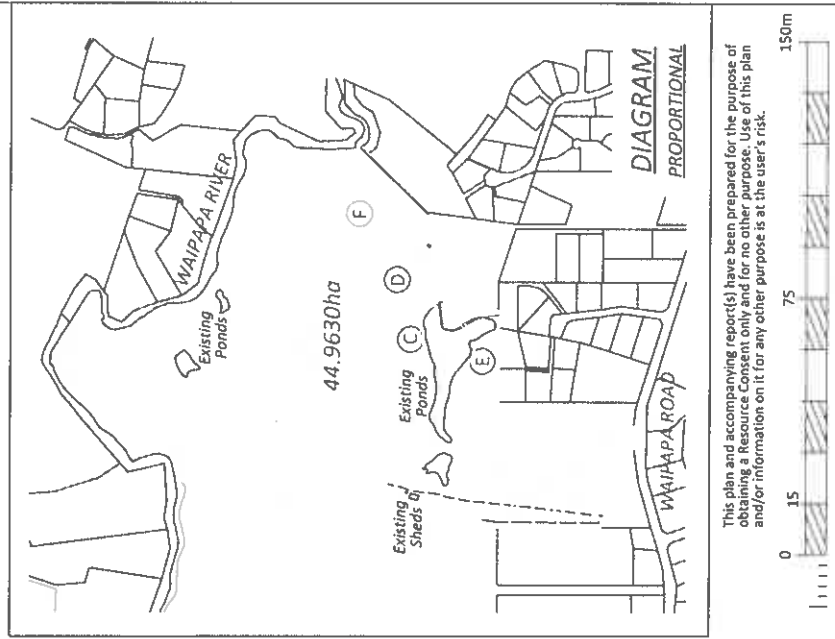 WAIPAPA RIVER
Existing
Ponds
44.9630ha
F
D
C
E
Existing
Ponds
Existing
Sheds
WAIPAPA ROAD
DIAGRAM
PROPORTIONAL
This plan and accompanying report(s) have been prepared for the purpose of
obtaining a Resource Consent only and for no other purpose. Use of this plan
and/or information on it for any other purpose is at the user's risk.
0 15 75 150m